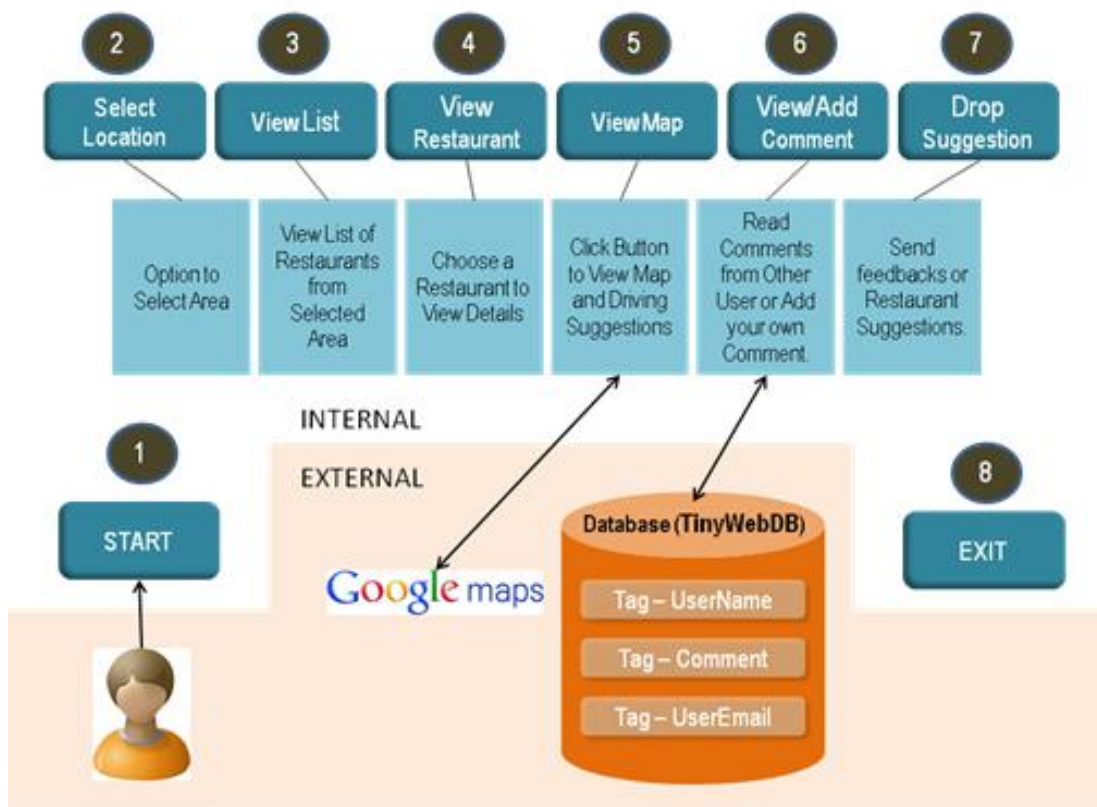 2
3
4
5
6
7
Select
Location
View List
View
Restaurant
View Map
View/Add
Comment
Drop
Suggestion
Option to
Select Area
View List of
Restaurants
from
Selected
Area
Choose a
Restaurant to
View Details
Click Button
to View Map
and Driving
Suggestions
Read
Comments
from Other
User or Add
your own
Comment.
Send
feedbacks or
Restaurant
Suggestions.
INTERNAL
EXTERNAL
1
START
Google maps
Database (TinyWebDB)
Tag – UserName
Tag – Comment
Tag – UserEmail
8
EXIT